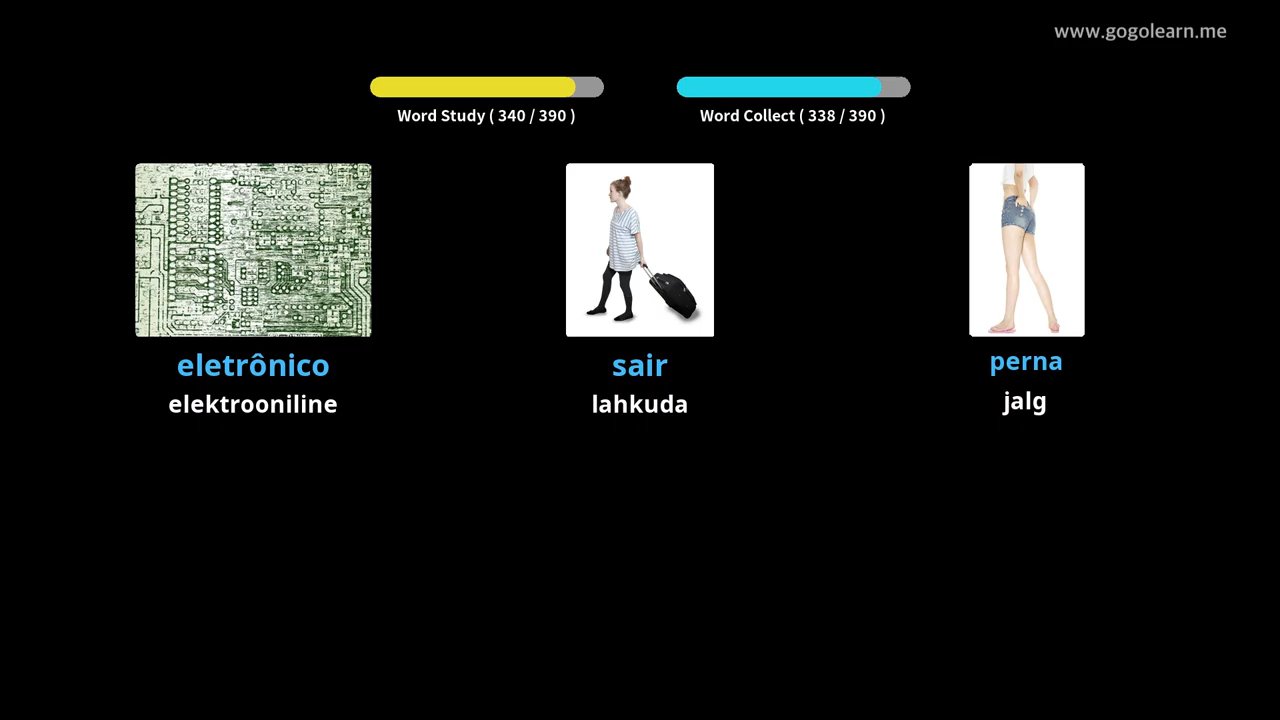 www.gogolearn.me
Word Study ( 340 / 390 )
Word Collect ( 338 / 390 )
eletrônico
elektrooniline
sair
lahkuda
perna
jalg